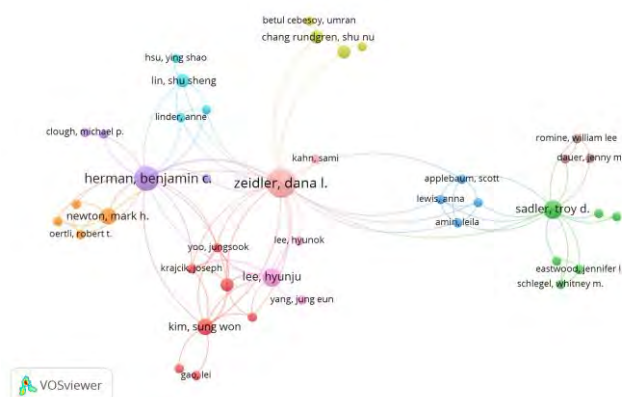 betul cebesoy, umran
chang rundgren, shu nu
hsu, ying shao
lin, shu sheng
linder, anne
clough, michael p.
herman, benjamin c.
kahn, sami
zeidler, dana l.
romine, william lee
dauer, jenny m
applebaum, scott
lewis, anna
sadler, troy d.
amin, leila
newton, mark h.
oertli, robert t.
yoo, jungsook
lee, hyunok
krajcik, joseph
lee, hyunju
eastwood, jennifer l
schlegel, whitney m.
yang, jung eun
kim, sung won
gao, lei
VOSviewer